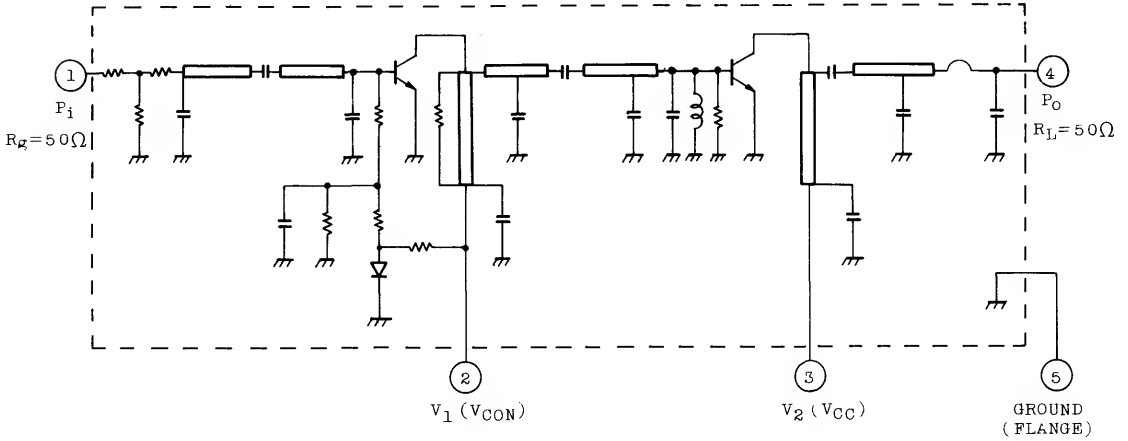 1
Pi
Rg=50Ω
4
Po
RL=50Ω
2
V1(VCON)
3
V2(VCC)
5
GROUND
(FLANGE)